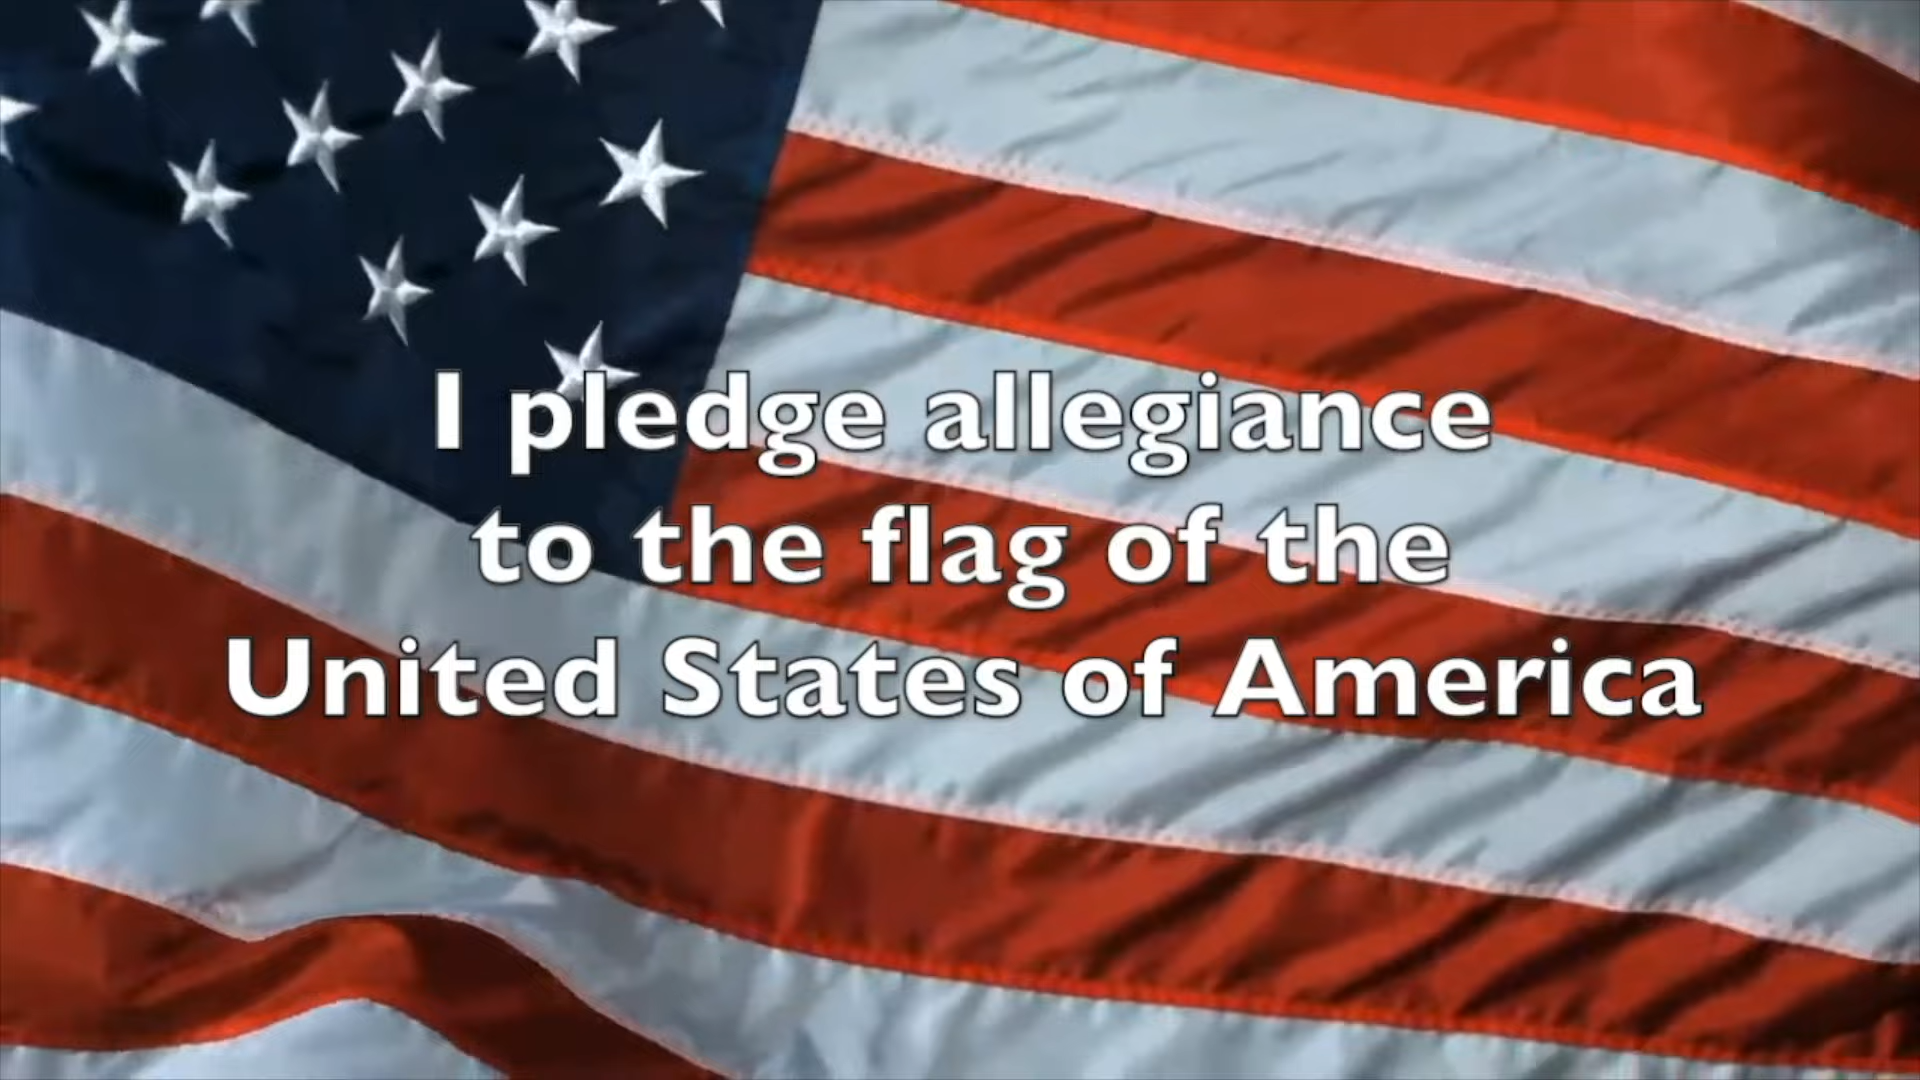 I pledge allegiance
to the flag of the
United States of America